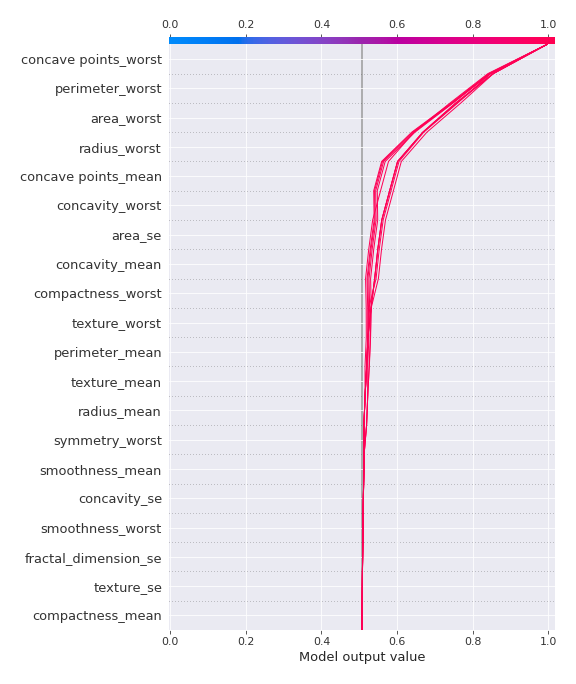 0.0 0.2 0.4 0.6 0.8 1.0
concave points_worst
perimeter_worst
area_worst
radius_worst
concave points_mean
concavity_worst
area_se
concavity_mean
compactness_worst
texture_worst
perimeter_mean
texture_mean
radius_mean
symmetry_worst
smoothness_mean
concavity_se
smoothness_worst
fractal_dimension_se
texture_se
compactness_mean
0.0 0.2 0.4 0.6 0.8 1.0
Model output value